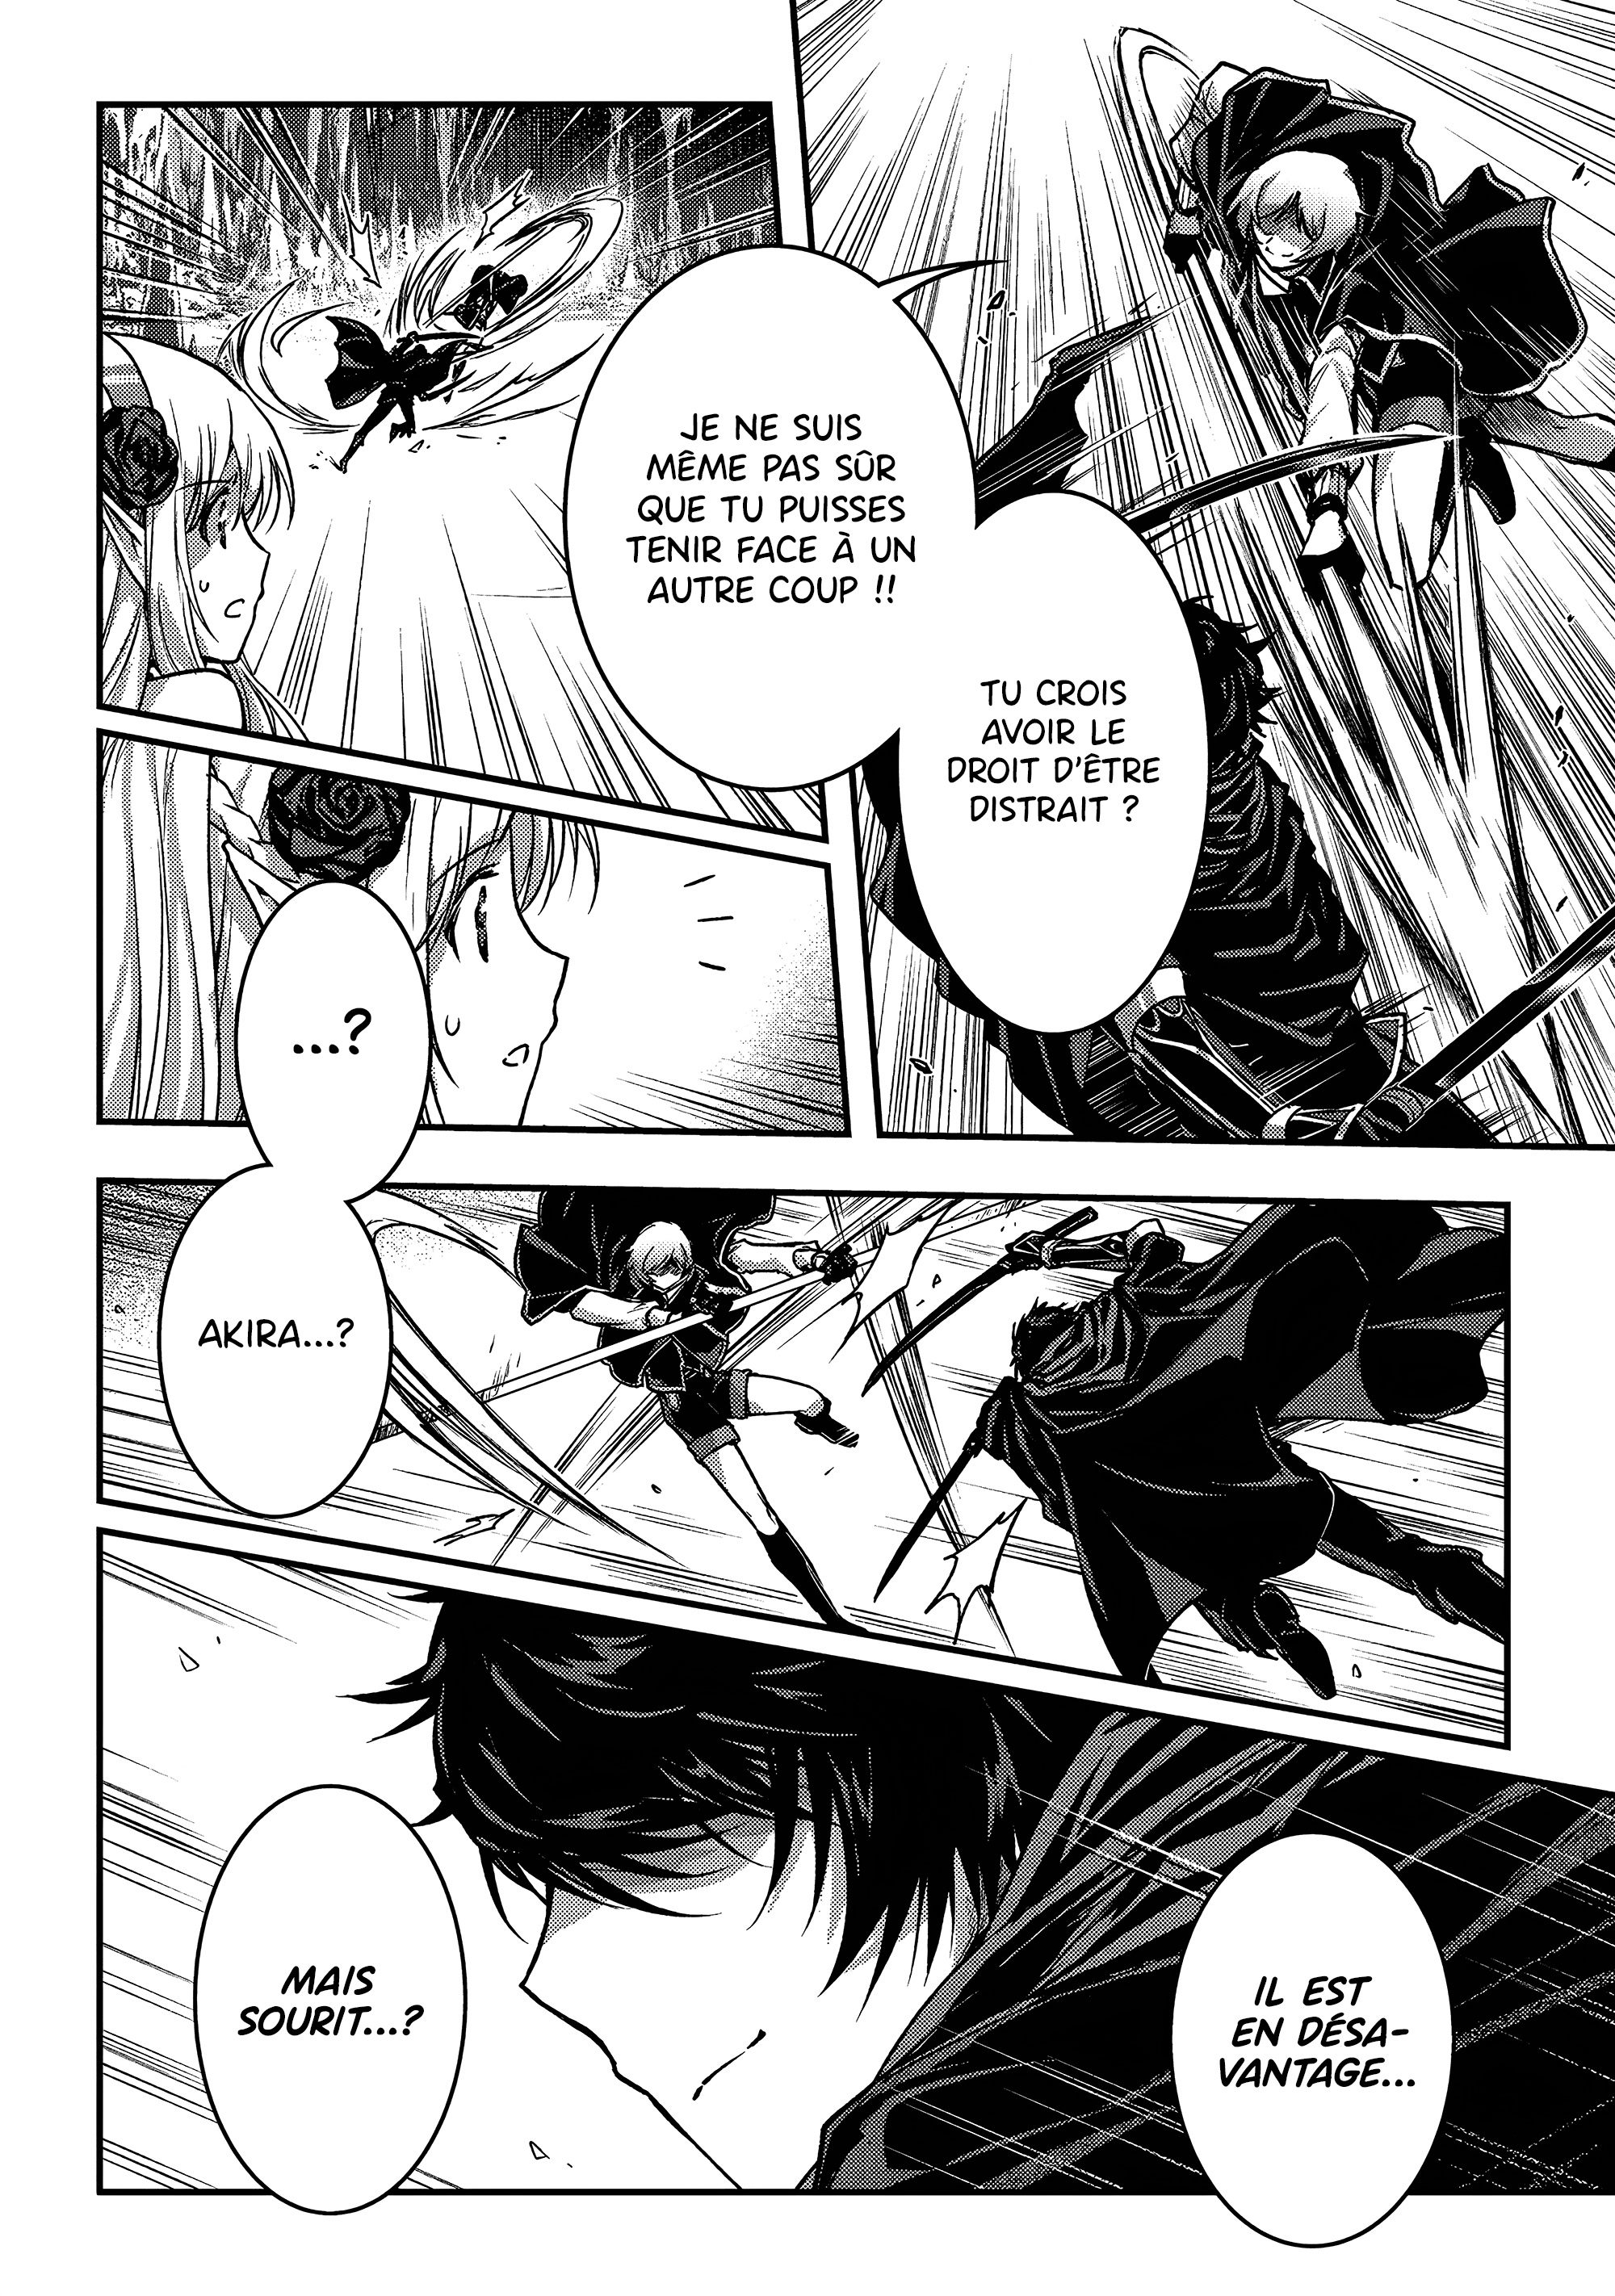 TU CROIS
AVOIR LE
DROIT D'ÊTRE
DISTRAIT ?
JE NE SUIS
MÊME PAS SÛR
QUE TU PUISSES
TENIR FACE À UN
AUTRE COUP !!
...?
AKIRA...?
IL EST
EN DÉSA-
VANTAGE...
MAIS
SOURIT...?